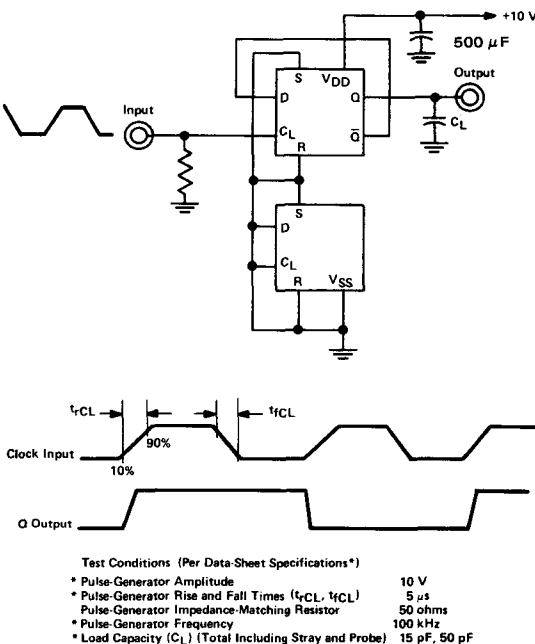 +10 V
500 μF
S
VDD
Output
Input
D
Q
CL
Q̅
CL
R
S
D
CL
VSS
R
trCL
tfCL
90%
Clock Input
10%
Q Output
Test Conditions (Per Data-Sheet Specifications*)
* Pulse-Generator Amplitude 10 V
* Pulse-Generator Rise and Fall Times (trCL, tfCL) 5 μs
Pulse-Generator Impedance-Matching Resistor 50 ohms
* Pulse-Generator Frequency 100 kHz
* Load Capacity (CL) (Total Including Stray and Probe) 15 pF, 50 pF